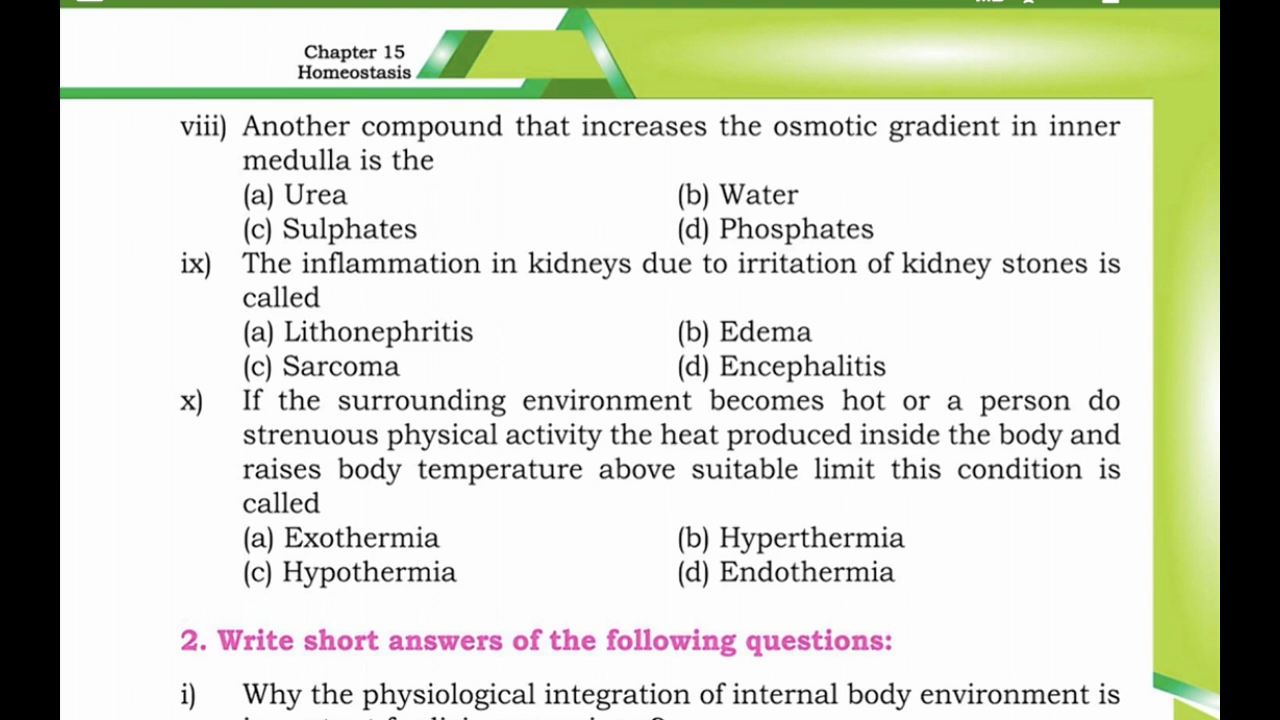 Chapter 15
Homeostasis
viii) Another compound that increases the osmotic gradient in inner
medulla is the
(a) Urea (b) Water
(c) Sulphates (d) Phosphates
ix) The inflammation in kidneys due to irritation of kidney stones is
called
(a) Lithonephritis (b) Edema
(c) Sarcoma (d) Encephalitis
x) If the surrounding environment becomes hot or a person do
strenuous physical activity the heat produced inside the body and
raises body temperature above suitable limit this condition is
called
(a) Exothermia (b) Hyperthermia
(c) Hypothermia (d) Endothermia
2. Write short answers of the following questions:
i) Why the physiological integration of internal body environment is